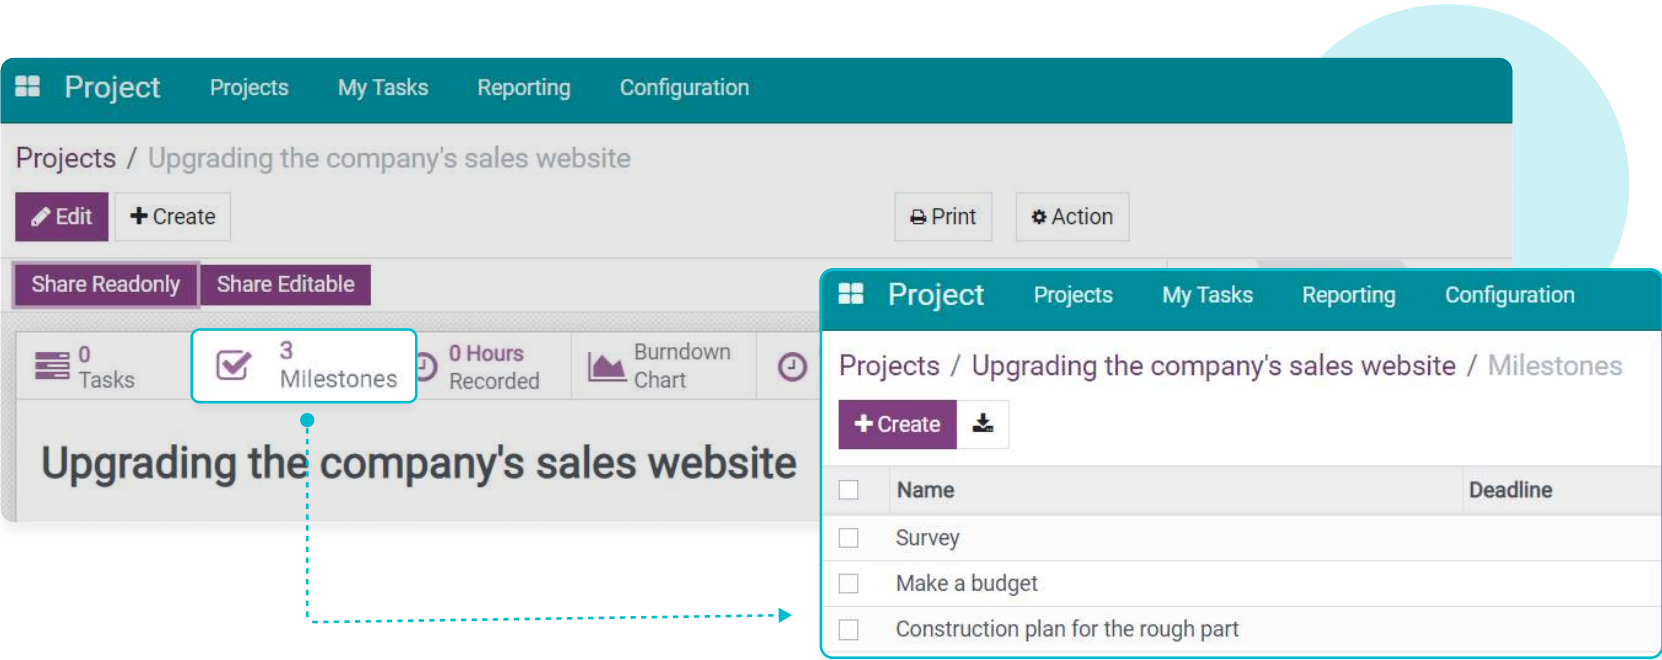 Project Projects My Tasks Reporting Configuration
Projects / Upgrading the company's sales website
Edit + Create Print Action
Share Readonly Share Editable
0 Tasks
3 Milestones
0 Hours Recorded
Burndown Chart
Upgrading the company's sales website
Project Projects My Tasks Reporting Configuration
Projects / Upgrading the company's sales website / Milestones
+ Create
Name Deadline
Survey
Make a budget
Construction plan for the rough part